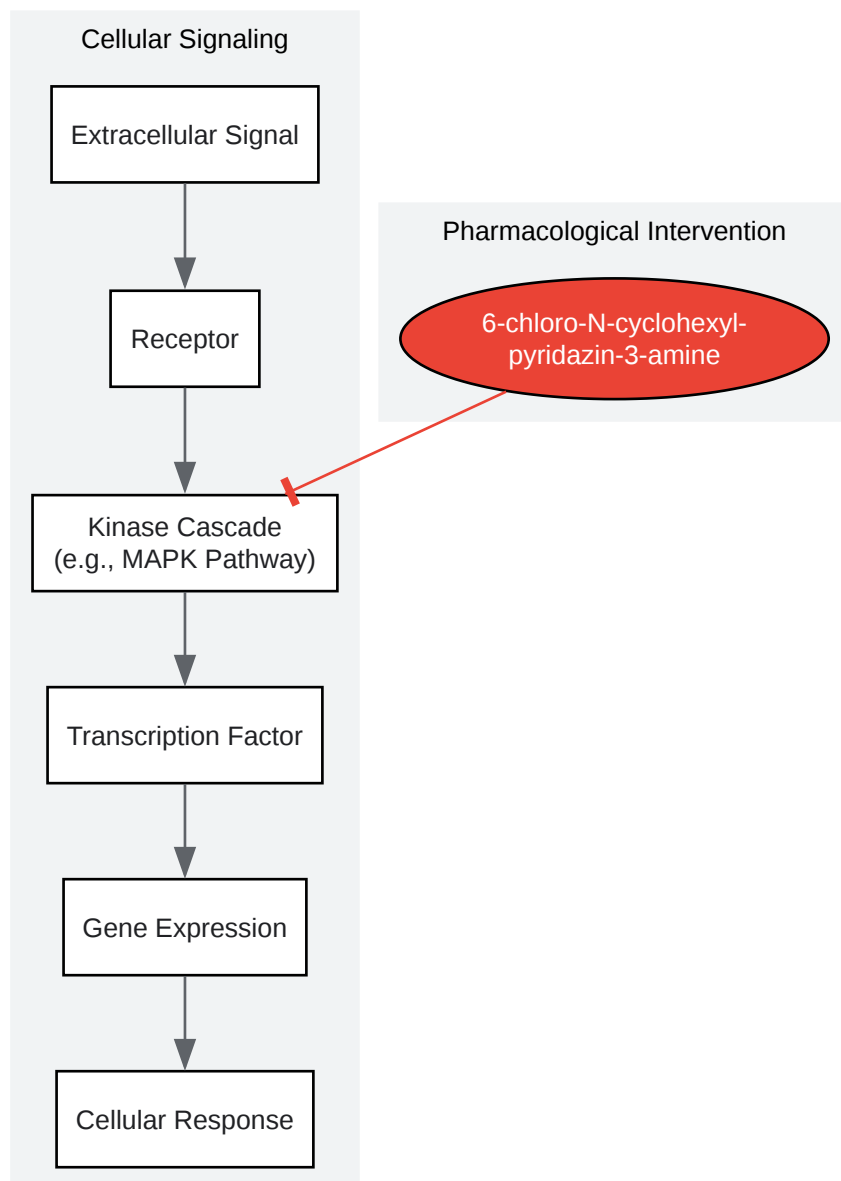 Cellular Signaling
Extracellular Signal
Receptor
Kinase Cascade
(e.g., MAPK Pathway)
Transcription Factor
Gene Expression
Cellular Response
Pharmacological Intervention
6-chloro-N-cyclohexyl-
pyridazin-3-amine